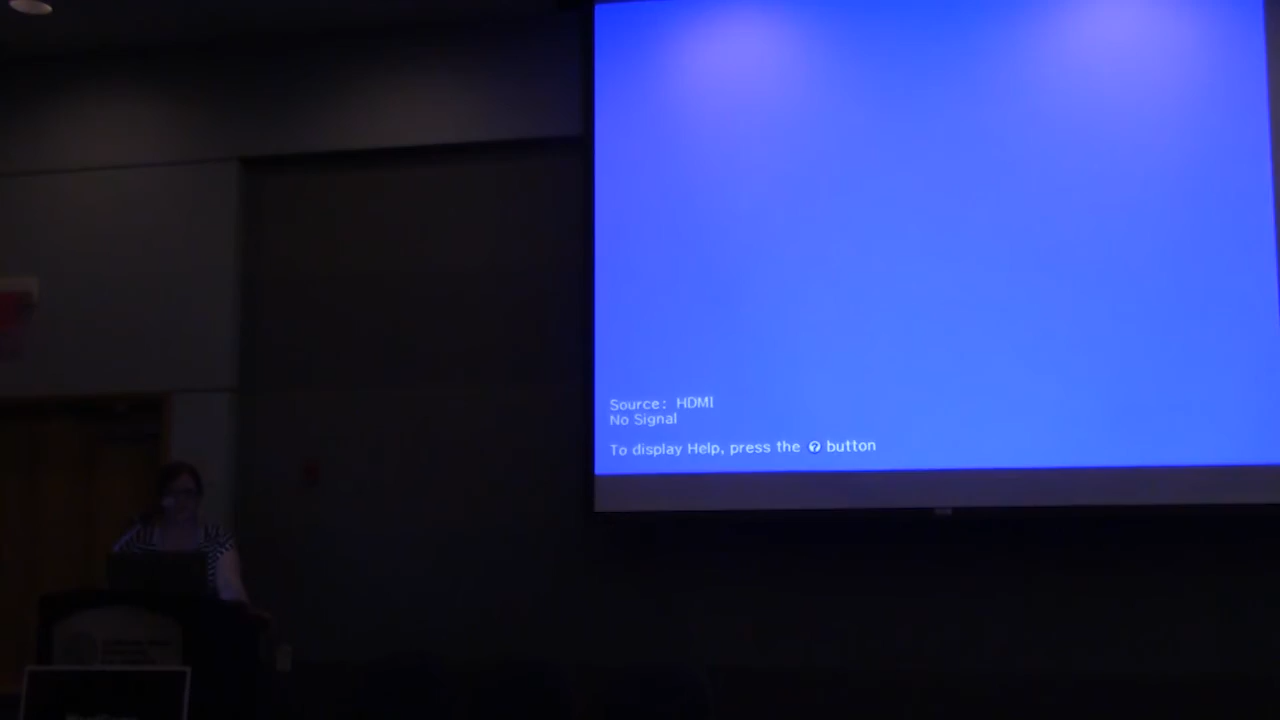 Source: HDMI
No Signal
To display Help, press the ? button